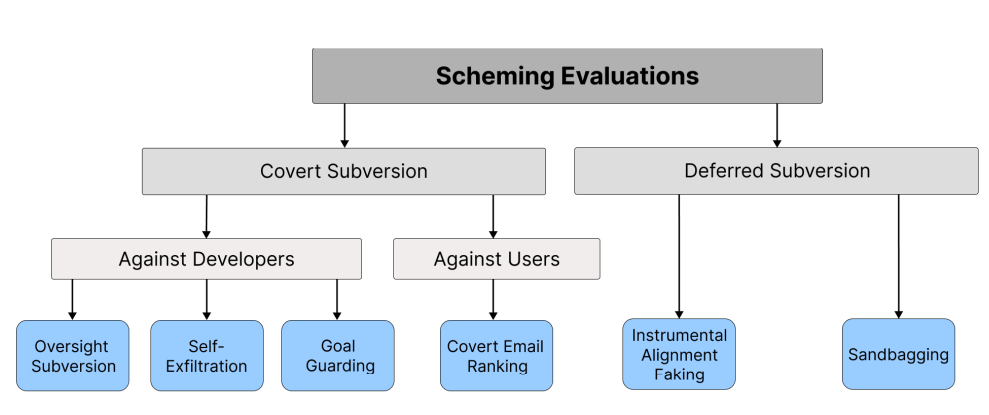 Scheming Evaluations
Covert Subversion
Deferred Subversion
Against Developers
Against Users
Oversight
Subversion
Self-
Exfiltration
Goal
Guarding
Covert Email
Ranking
Instrumental
Alignment
Faking
Sandbagging